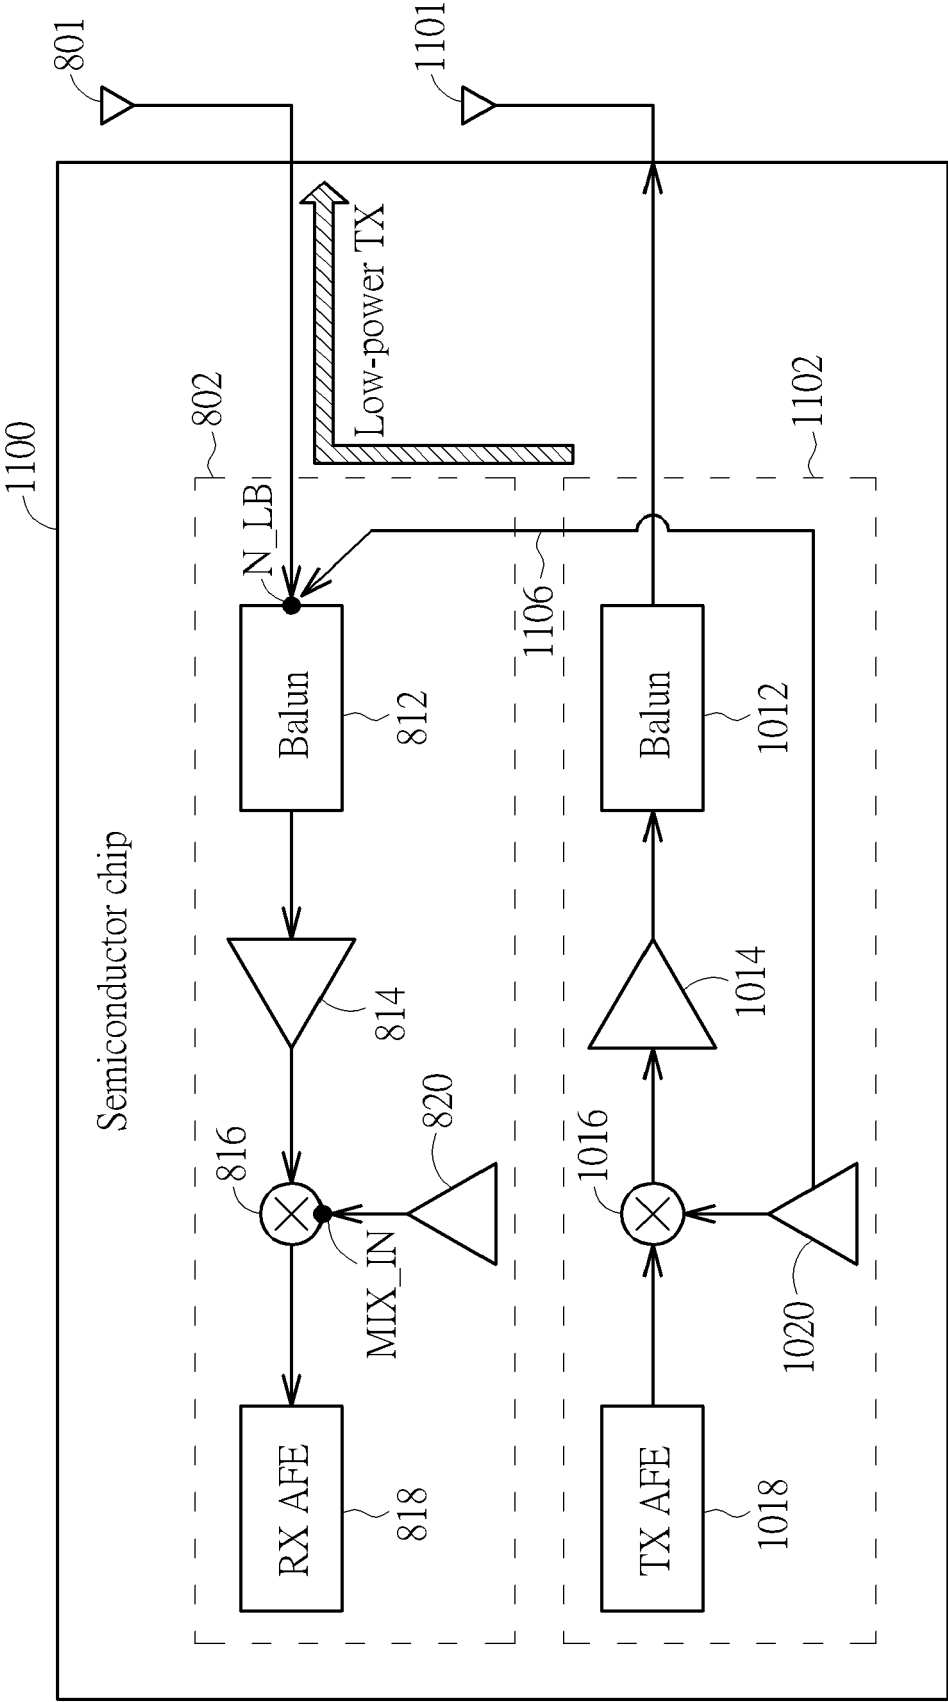 1100
Semiconductor chip
802
801
RX AFE
818
816
MIX_IN
820
814
Balun
812
N_LB
Low-power TX
1101
TX AFE
1018
1016
1020
1014
Balun
1012
1106
1102